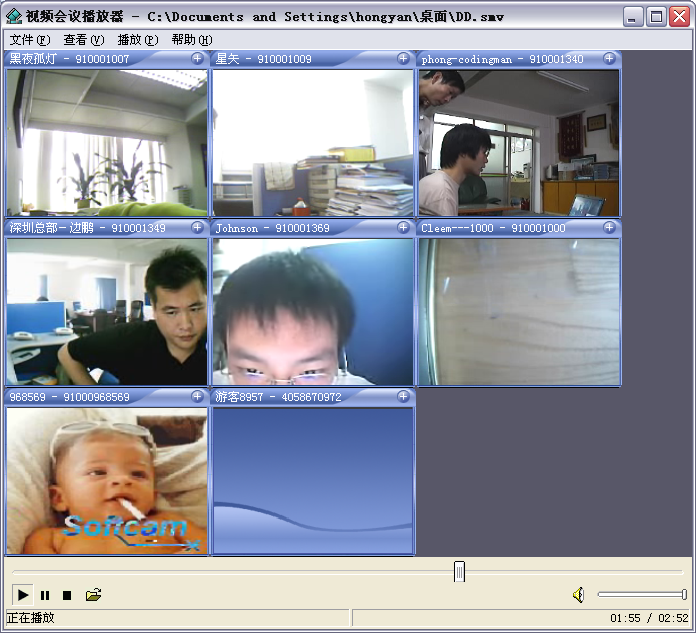 视频会议播放器 - C:\Documents and Settings\hongyan\桌面\DD.smv
文件(F) 查看(V) 播放(P) 帮助(H)
黑夜孤灯 - 910001007
星矢 - 910001009
phong-codingman - 910001340
深圳总部-边鹏 - 910001349
Johnson - 910001369
Cleem---1000 - 910001000
968569 - 91000968569
游客8957 - 4058670972
Softcam
正在播放
01:55 / 02:52